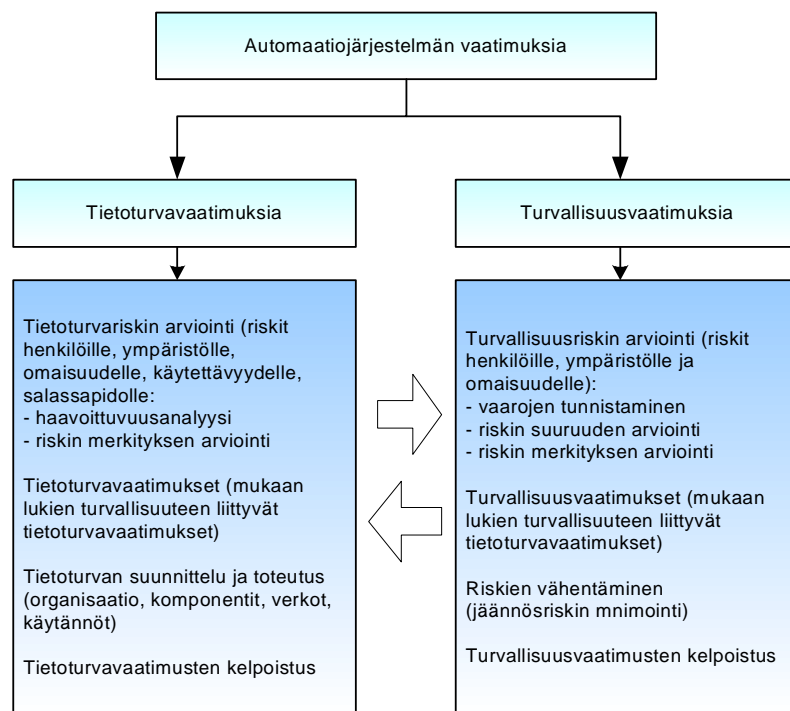 Automaatiojärjestelmän vaatimuksia
Tietoturvavaatimuksia
Turvallisuusvaatimuksia
Tietoturvariskin arviointi (riskit
henkilöille, ympäristölle,
omaisuudelle, käytettävyydelle,
salassapidolle:
- haavoittuvuusanalyysi
- riskin merkityksen arviointi
Tietoturvavaatimukset (mukaan
lukien turvallisuuteen liittyvät
tietoturvavaatimukset)
Tietoturvan suunnittelu ja toteutus
(organisaatio, komponentit, verkot,
käytännöt)
Tietoturvavaatimusten kelpoistus
Turvallisuusriskin arviointi (riskit
henkilöille, ympäristölle ja
omaisuudelle):
- vaarojen tunnistaminen
- riskin suuruuden arviointi
- riskin merkityksen arviointi
Turvallisuusvaatimukset (mukaan
lukien turvallisuuteen liittyvät
tietoturvavaatimukset)
Riskien vähentäminen
(jäännösriskin mnimointi)
Turvallisuusvaatimusten kelpoistus